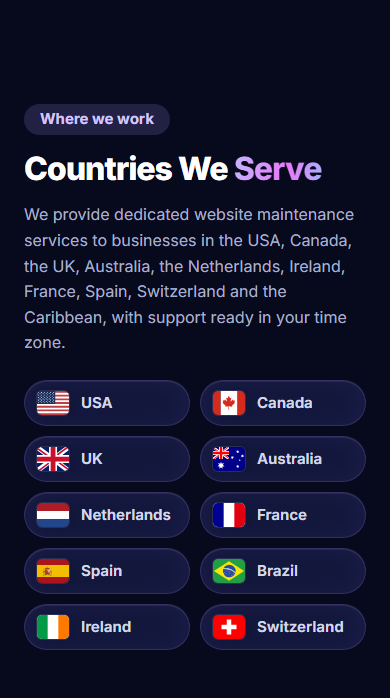 Where we work
Countries We Serve
We provide dedicated website maintenance
services to businesses in the USA, Canada,
the UK, Australia, the Netherlands, Ireland,
France, Spain, Switzerland and the
Caribbean, with support ready in your time
zone.
USA
Canada
UK
Australia
Netherlands
France
Spain
Brazil
Ireland
Switzerland